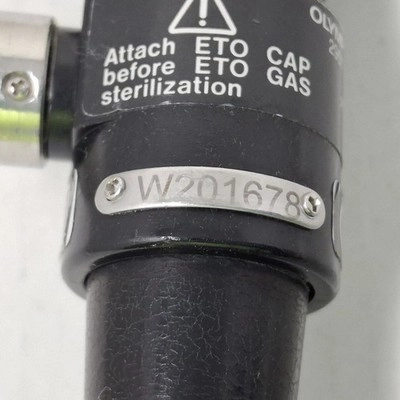 Attach ETO CAP
before ETO GAS
sterilization
W201678